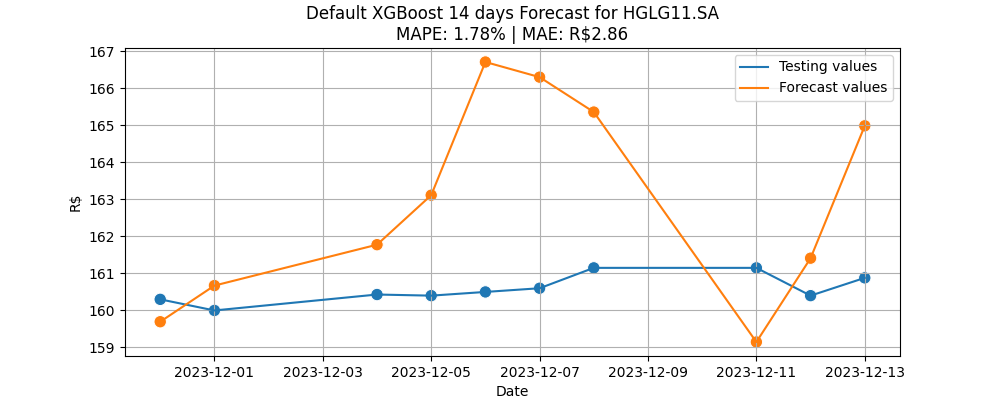 Default XGBoost 14 days Forecast for HGLG11.SA
MAPE: 1.78% | MAE: R$2.86
Testing values
Forecast values
167
166
165
164
163
162
161
160
159
R$
2023-12-01
2023-12-03
2023-12-05
2023-12-07
2023-12-09
2023-12-11
2023-12-13
Date